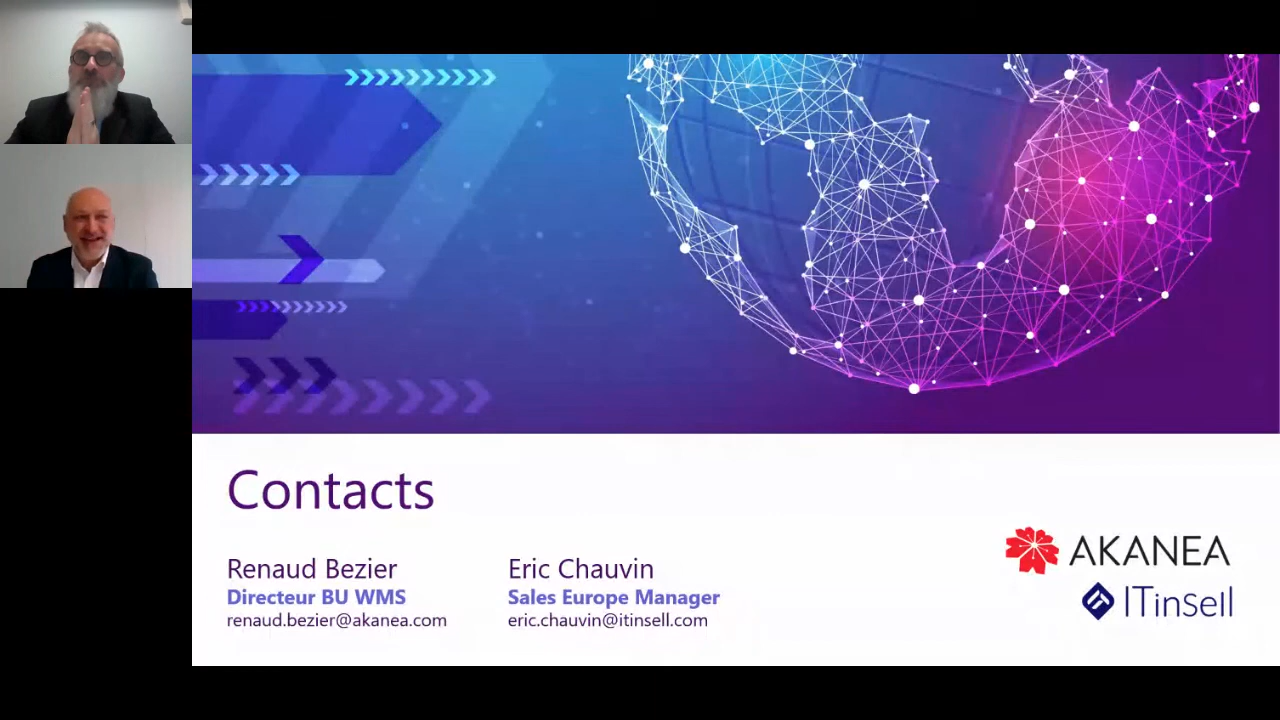 Contacts
Renaud Bezier
Directeur BU WMS
renaud.bezier@akanea.com
Eric Chauvin
Sales Europe Manager
eric.chauvin@itinsell.com
AKANEA
ITinSell